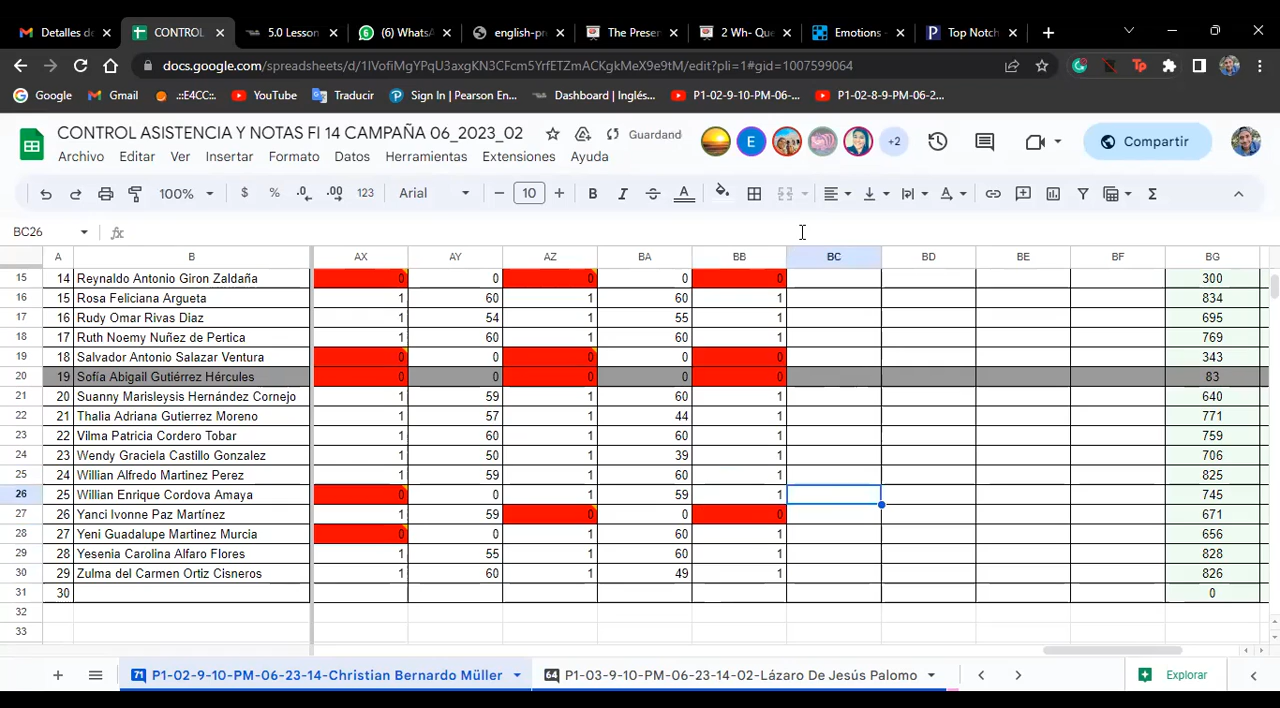 Detalles de
CONTROL
5.0 Lesson
(6) WhatsA
english-pr
The Presen
2 Wh- Que
Emotions -
Top Notch
docs.google.com/spreadsheets/d/1IVofiMgYPqU3axgKN3CFcm5YrfETZmACKgkMeX9e9tM/edit?pli=1#gid=1007599064
Google Gmail .::E4CC::. YouTube Traducir Sign In | Pearson En... Dashboard | Inglés... P1-02-9-10-PM-06-... P1-02-8-9-PM-06-2...
CONTROL ASISTENCIA Y NOTAS FI 14 CAMPAÑA 06_2023_02 Guardand
E +2 Compartir
Archivo Editar Ver Insertar Formato Datos Herramientas Extensiones Ayuda
100% $ % .0 .00 123 Arial 10 B I A Σ
BC26 fx
A B AX AY AZ BA BB BC BD BE BF BG
15 14 Reynaldo Antonio Giron Zaldaña 0 0 0 0 0 300
16 15 Rosa Feliciana Argueta 1 60 1 60 1 834
17 16 Rudy Omar Rivas Diaz 1 54 1 55 1 695
18 17 Ruth Noemy Nuñez de Pertica 1 60 1 60 1 769
19 18 Salvador Antonio Salazar Ventura 0 0 0 0 0 343
20 19 Sofía Abigail Gutiérrez Hércules 0 0 0 0 0 83
21 20 Suanny Marisleysis Hernández Cornejo 1 59 1 60 1 640
22 21 Thalia Adriana Gutierrez Moreno 1 57 1 44 1 771
23 22 Vilma Patricia Cordero Tobar 1 60 1 60 1 759
24 23 Wendy Graciela Castillo Gonzalez 1 50 1 39 1 706
25 24 Willian Alfredo Martinez Perez 1 59 1 60 1 825
26 25 Willian Enrique Cordova Amaya 0 0 1 59 1 745
27 26 Yanci Ivonne Paz Martínez 1 59 0 0 0 671
28 27 Yeni Guadalupe Martinez Murcia 0 0 1 60 1 656
29 28 Yesenia Carolina Alfaro Flores 1 55 1 60 1 828
30 29 Zulma del Carmen Ortiz Cisneros 1 60 1 49 1 826
31 30 0
32
33
71 P1-02-9-10-PM-06-23-14-Christian Bernardo Müller 64 P1-03-9-10-PM-06-23-14-02-Lázaro De Jesús Palomo Explorar